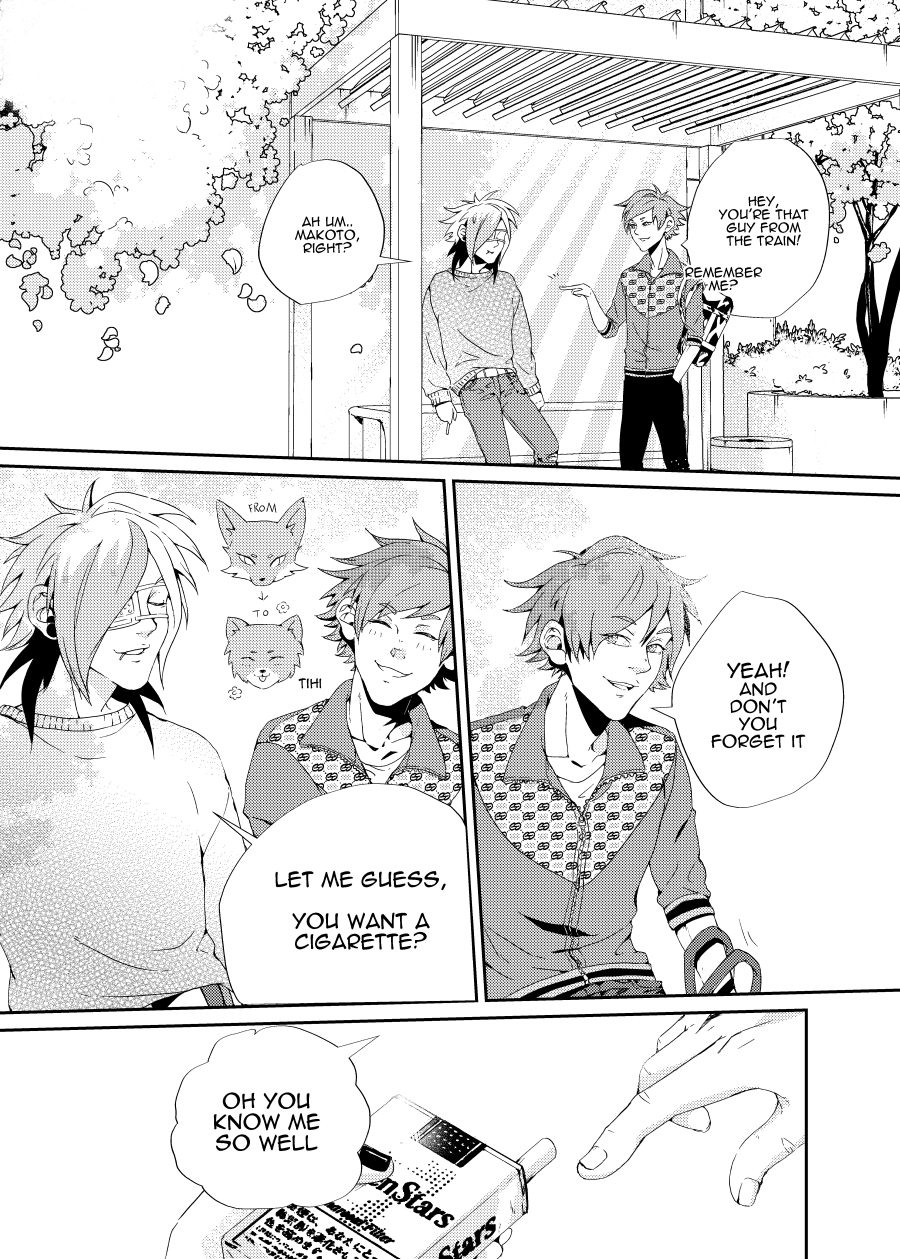 HEY,
YOU'RE THAT
GUY FROM
THE TRAIN!
REMEMBER
ME?
AH UM..
MAKOTO,
RIGHT?
YEAH!
AND
DON'T
YOU
FORGET IT
FROM
TO
TIHI
LET ME GUESS,
YOU WANT A
CIGARETTE?
OH YOU
KNOW ME
SO WELL
Stars
Filter
Stars